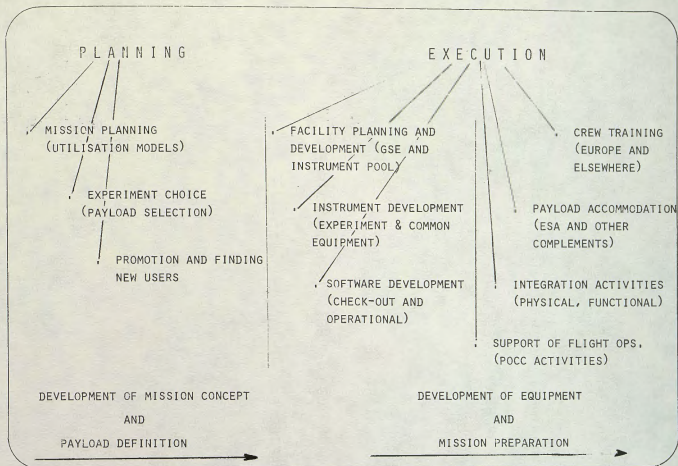 PLANNING
MISSION PLANNING
(UTILISATION MODELS)
EXPERIMENT CHOICE
(PAYLOAD SELECTION)
PROMOTION AND FINDING
NEW USERS
DEVELOPMENT OF MISSION CONCEPT
AND
PAYLOAD DEFINITION
EXECUTION
FACILITY PLANNING AND
DEVELOPMENT (GSE AND
INSTRUMENT POOL)
INSTRUMENT DEVELOPMENT
(EXPERIMENT & COMMON
EQUIPMENT)
SOFTWARE DEVELOPMENT
(CHECK-OUT AND
OPERATIONAL)
CREW TRAINING
(EUROPE AND
ELSEWHERE)
PAYLOAD ACCOMMODATION
(ESA AND OTHER
COMPLEMENTS)
INTEGRATION ACTIVITIES
(PHYSICAL, FUNCTIONAL)
SUPPORT OF FLIGHT OPS.
(POCC ACTIVITIES)
DEVELOPMENT OF EQUIPMENT
AND
MISSION PREPARATION